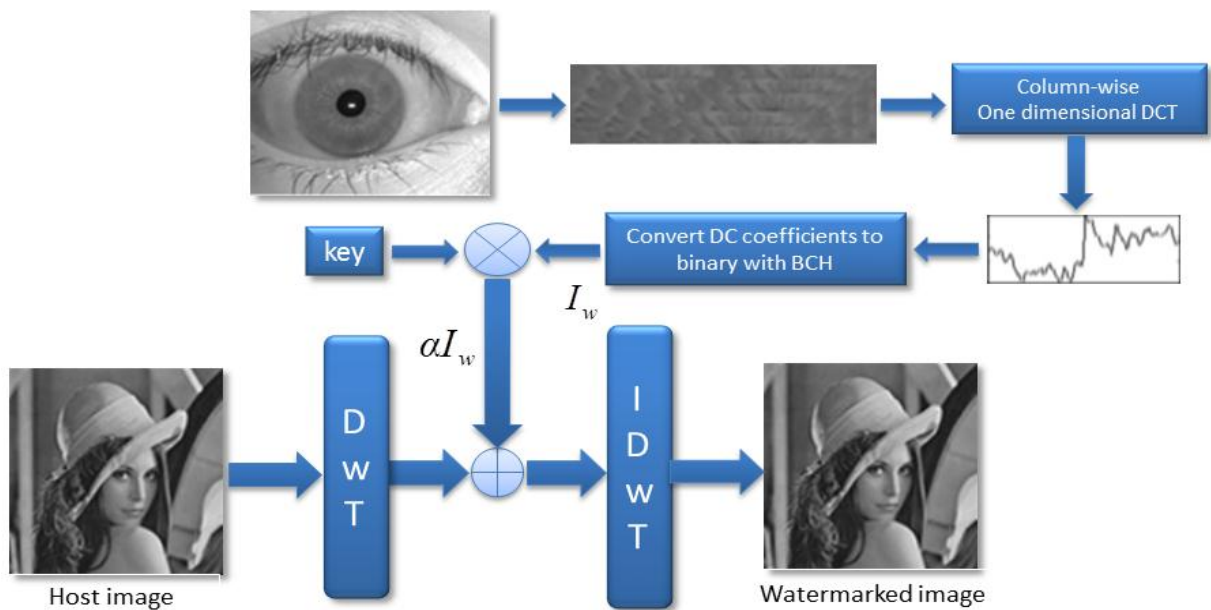 Column-wise
One dimensional DCT
key
Convert DC coefficients to
binary with BCH
I_w
αI_w
D
W
T
I
D
W
T
Host image
Watermarked image